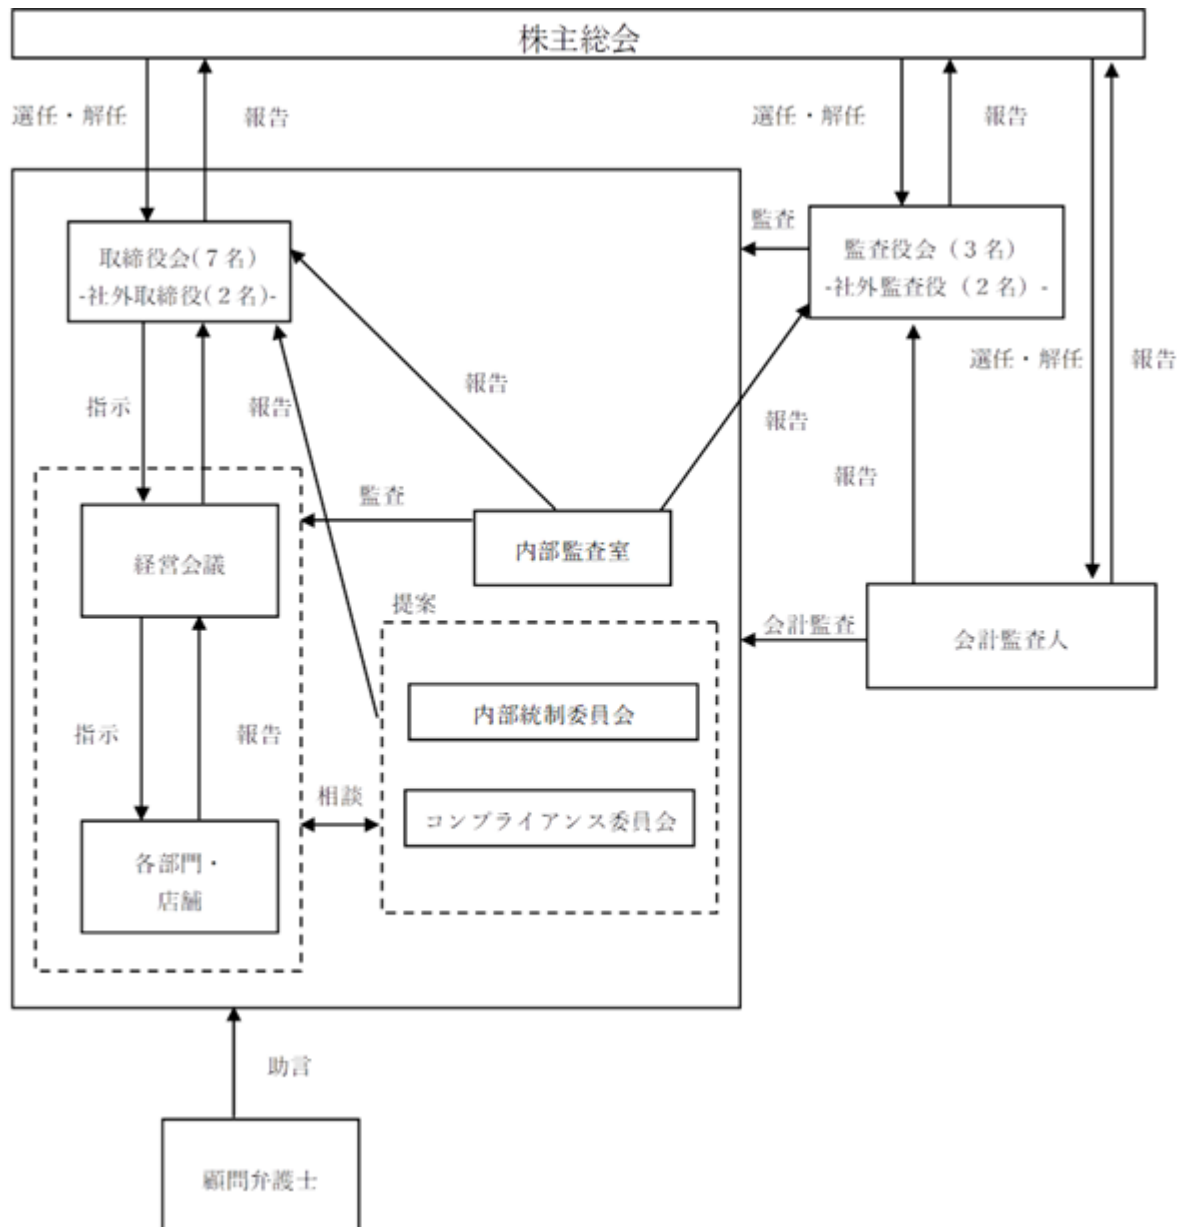 株主総会
選任・解任
報告
選任・解任
報告
取締役会(７名)
-社外取締役(２名)-
監査
監査役会（３名）
-社外監査役（２名）-
選任・解任
報告
指示
報告
報告
報告
報告
監査
経営会議
内部監査室
提案
会計監査
会計監査人
内部統制委員会
指示
報告
相談
コンプライアンス委員会
各部門・
店舗
助言
顧問弁護士